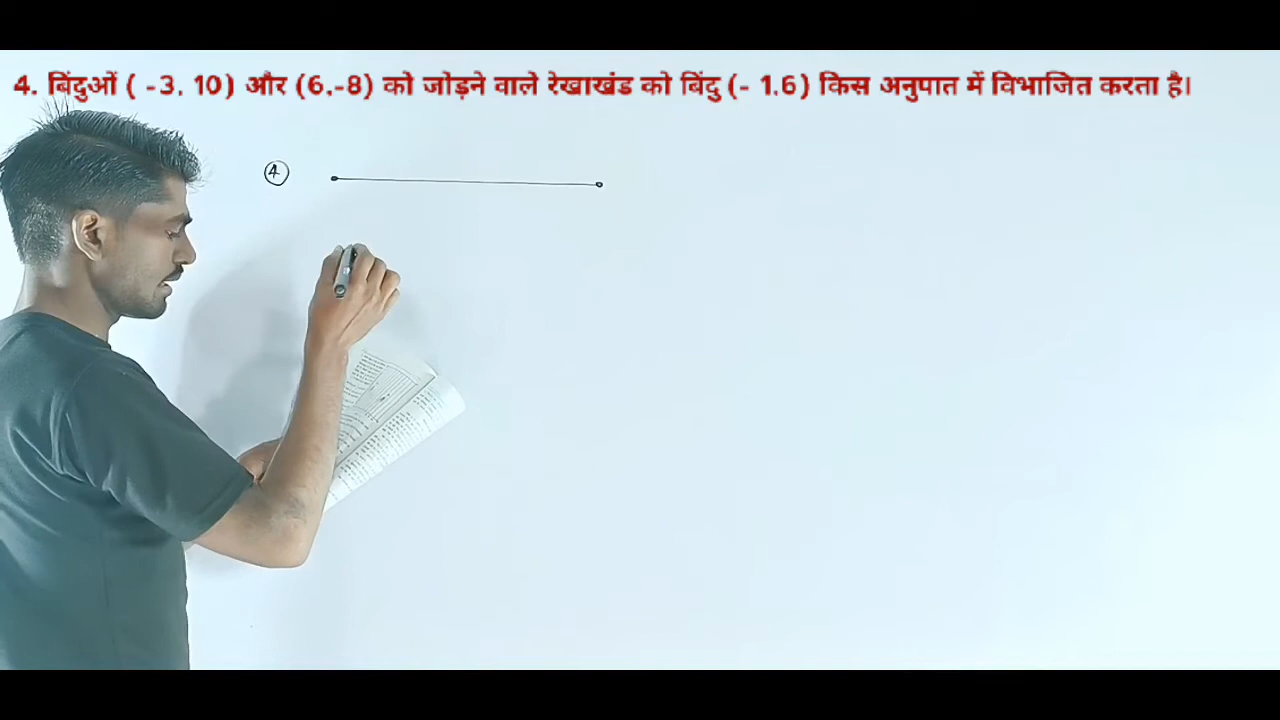 4. बिंदुओं ( -3. 10) और (6.-8) को जोड़ने वाले रेखाखंड को बिंदु (- 1.6) किस अनुपात में विभाजित करता है।
4